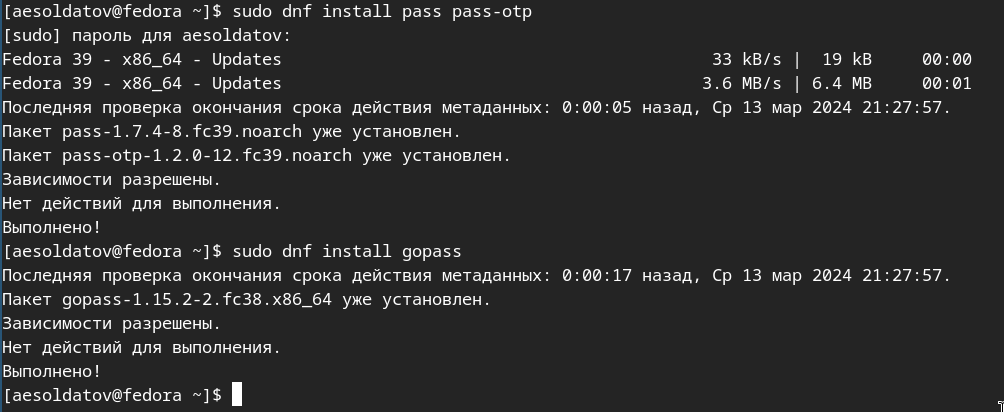 [aesoldatov@fedora ~]$ sudo dnf install pass pass-otp
[sudo] пароль для aesoldatov:
Fedora 39 - x86_64 - Updates 33 kB/s | 19 kB 00:00
Fedora 39 - x86_64 - Updates 3.6 MB/s | 6.4 MB 00:01
Последняя проверка окончания срока действия метаданных: 0:00:05 назад, Ср 13 мар 2024 21:27:57.
Пакет pass-1.7.4-8.fc39.noarch уже установлен.
Пакет pass-otp-1.2.0-12.fc39.noarch уже установлен.
Зависимости разрешены.
Нет действий для выполнения.
Выполнено!
[aesoldatov@fedora ~]$ sudo dnf install gopass
Последняя проверка окончания срока действия метаданных: 0:00:17 назад, Ср 13 мар 2024 21:27:57.
Пакет gopass-1.15.2-2.fc38.x86_64 уже установлен.
Зависимости разрешены.
Нет действий для выполнения.
Выполнено!
[aesoldatov@fedora ~]$